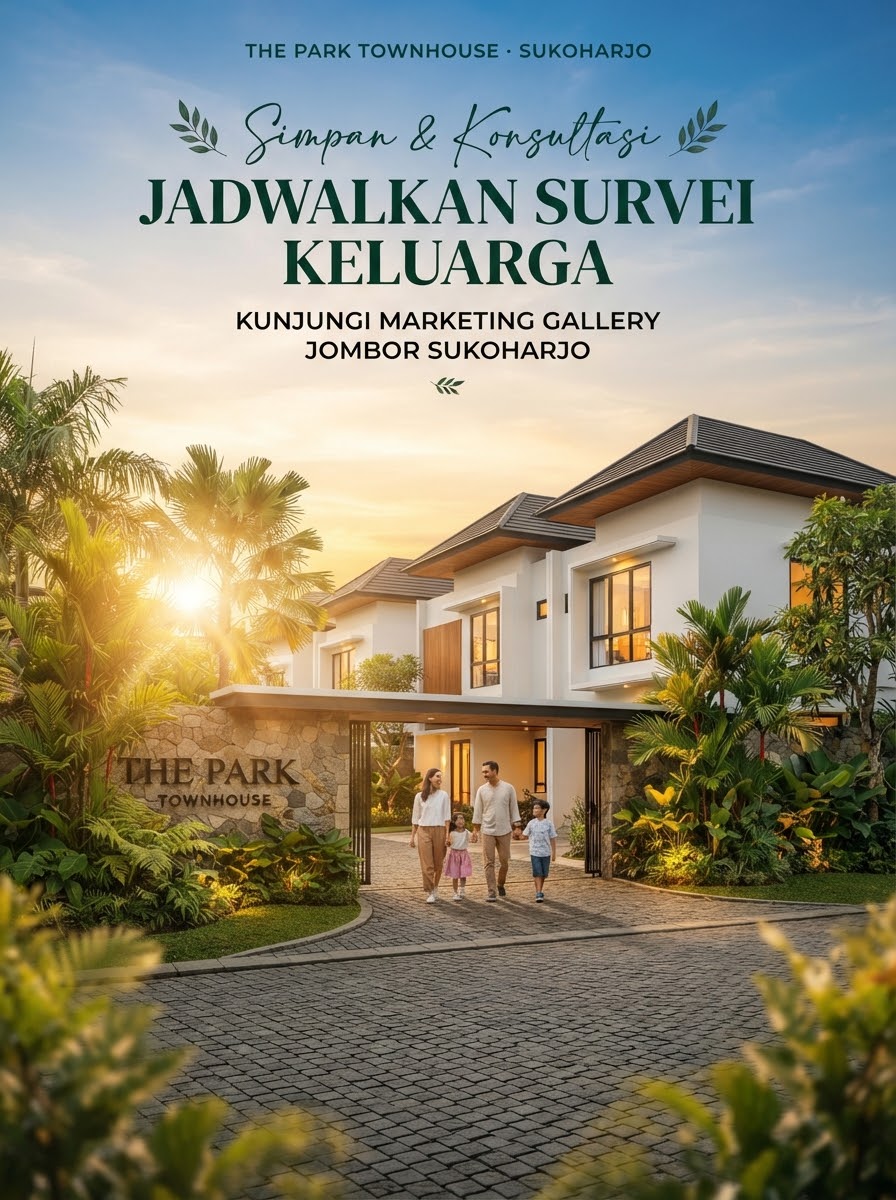 THE PARK TOWNHOUSE · SUKOHARJO
Simpan & Konsultasi
JADWALKAN SURVEI
KELUARGA
KUNJUNGI MARKETING GALLERY
JOMBOR SUKOHARJO
THE PARK
TOWNHOUSE